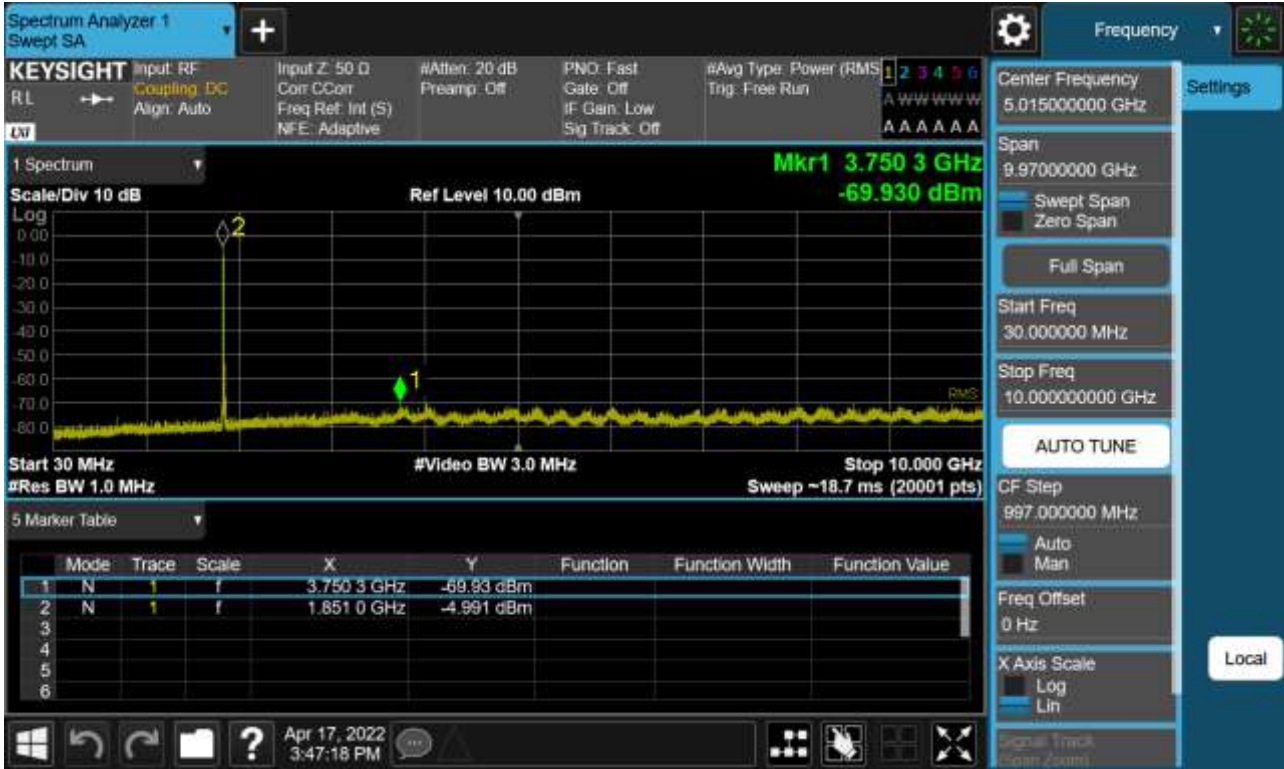 Spectrum Analyzer 1
Swept SA
+
Frequency
KEYSIGHT
RL
LXI
Input: RF
Coupling: DC
Align: Auto
Input Z: 50 Ω
Corr CCorr
Freq Ref: Int (S)
NFE: Adaptive
#Atten: 20 dB
Preamp: Off
PNO: Fast
Gate: Off
IF Gain: Low
Sig Track: Off
#Avg Type: Power (RMS
Trig: Free Run
1 2 3 4 5 6
A W W W W W
A A A A A A
1 Spectrum
Mkr1 3.750 3 GHz
-69.930 dBm
Scale/Div 10 dB
Ref Level 10.00 dBm
Log
0.00
-10.0
-20.0
-30.0
-40.0
-50.0
-60.0
-70.0
-80.0
2
1
RMS
Start 30 MHz
#Video BW 3.0 MHz
Stop 10.000 GHz
#Res BW 1.0 MHz
Sweep ~18.7 ms (20001 pts)
5 Marker Table
Mode Trace Scale X Y Function Function Width Function Value
1 N 1 f 3.750 3 GHz -69.93 dBm
2 N 1 f 1.851 0 GHz -4.991 dBm
3
4
5
6
?
Apr 17, 2022
3:47:18 PM
Center Frequency
5.015000000 GHz
Span
9.97000000 GHz
Swept Span
Zero Span
Full Span
Start Freq
30.000000 MHz
Stop Freq
10.000000000 GHz
AUTO TUNE
CF Step
997.000000 MHz
Auto
Man
Freq Offset
0 Hz
X Axis Scale
Log
Lin
Signal Track
(Span Zoom)
Settings
Local